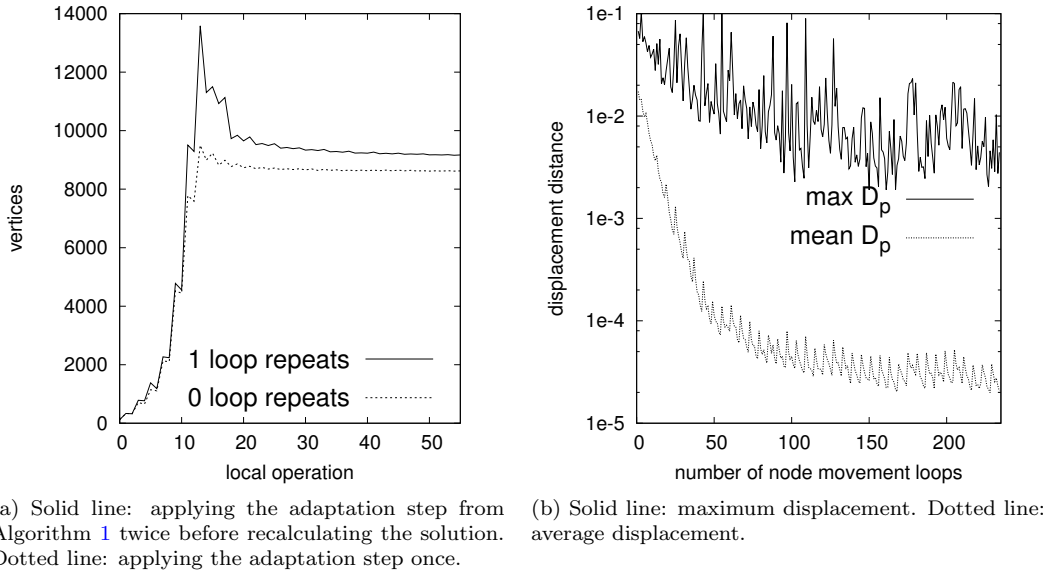 14000
12000
10000
8000
6000
4000
2000
0
vertices
1 loop repeats
0 loop repeats
0 10 20 30 40 50
local operation
1e-1
1e-2
1e-3
1e-4
1e-5
displacement distance
max D_p
mean D_p
0 50 100 150 200
number of node movement loops
a) Solid line: applying the adaptation step from
Algorithm 1 twice before recalculating the solution.
Dotted line: applying the adaptation step once.
(b) Solid line: maximum displacement. Dotted line:
average displacement.